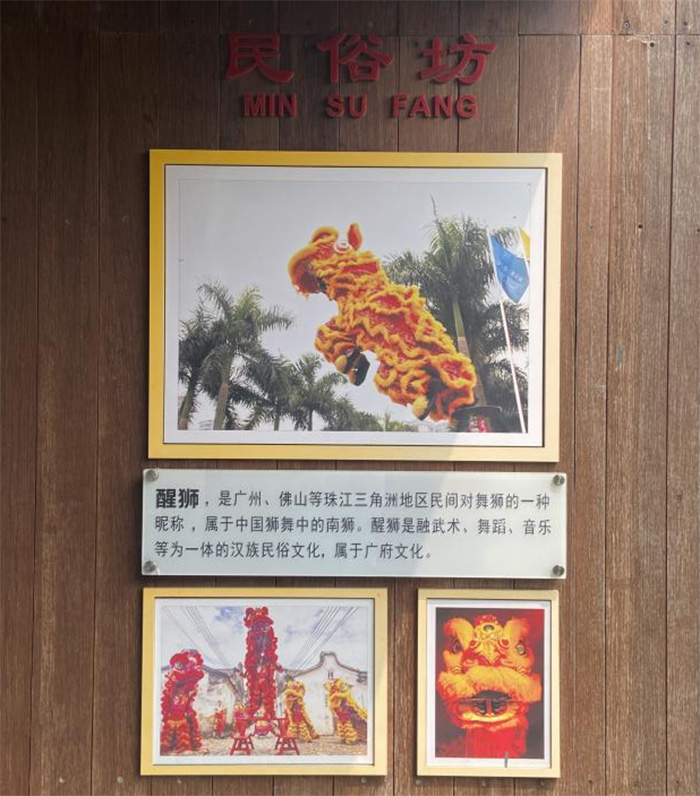 民俗坊
MIN SU FANG
醒狮，是广州、佛山等珠江三角洲地区民间对舞狮的一种
昵称，属于中国狮舞中的南狮。醒狮是融武术、舞蹈、音乐
等为一体的汉族民俗文化，属于广府文化。